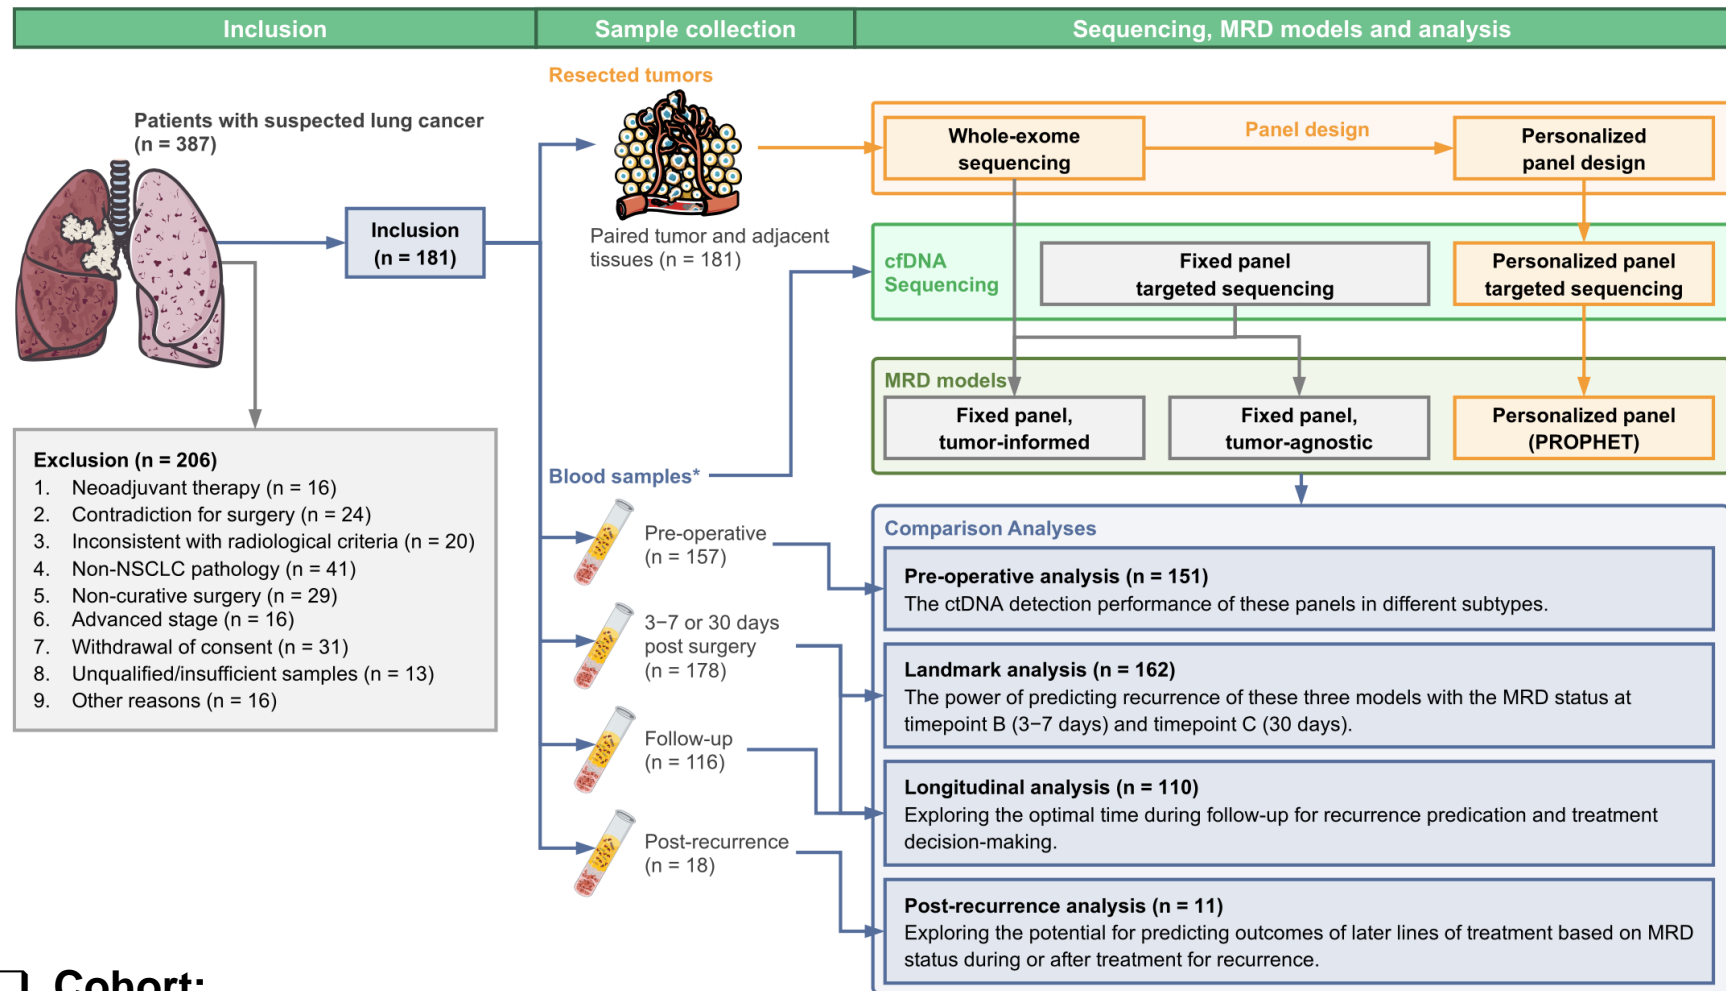 Inclusion
Sample collection
Sequencing, MRD models and analysis
Patients with suspected lung cancer
(n = 387)
Inclusion
(n = 181)
Exclusion (n = 206)
1. Neoadjuvant therapy (n = 16)
2. Contradiction for surgery (n = 24)
3. Inconsistent with radiological criteria (n = 20)
4. Non-NSCLC pathology (n = 41)
5. Non-curative surgery (n = 29)
6. Advanced stage (n = 16)
7. Withdrawal of consent (n = 31)
8. Unqualified/insufficient samples (n = 13)
9. Other reasons (n = 16)
Resected tumors
Paired tumor and adjacent
tissues (n = 181)
Blood samples*
Pre-operative
(n = 157)
3−7 or 30 days
post surgery
(n = 178)
Follow-up
(n = 116)
Post-recurrence
(n = 18)
Whole-exome
sequencing
Panel design
Personalized
panel design
cfDNA
Sequencing
Fixed panel
targeted sequencing
Personalized panel
targeted sequencing
MRD models
Fixed panel,
tumor-informed
Fixed panel,
tumor-agnostic
Personalized panel
(PROPHET)
Comparison Analyses
Pre-operative analysis (n = 151)
The ctDNA detection performance of these panels in different subtypes.
Landmark analysis (n = 162)
The power of predicting recurrence of these three models with the MRD status at
timepoint B (3−7 days) and timepoint C (30 days).
Longitudinal analysis (n = 110)
Exploring the optimal time during follow-up for recurrence predication and treatment
decision-making.
Post-recurrence analysis (n = 11)
Exploring the potential for predicting outcomes of later lines of treatment based on MRD
status during or after treatment for recurrence.
Cohort: